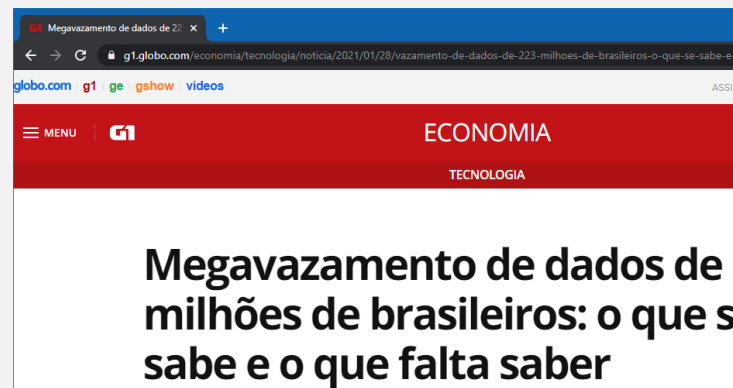 G1 Megavazamento de dados de 22
g1.globo.com/economia/tecnologia/noticia/2021/01/28/vazamento-de-dados-de-223-milhoes-de-brasileiros-o-que-se-sabe-e-
globo.com g1 ge gshow videos
MENU G1 ECONOMIA
TECNOLOGIA
Megavazamento de dados de
milhões de brasileiros: o que s
sabe e o que falta saber